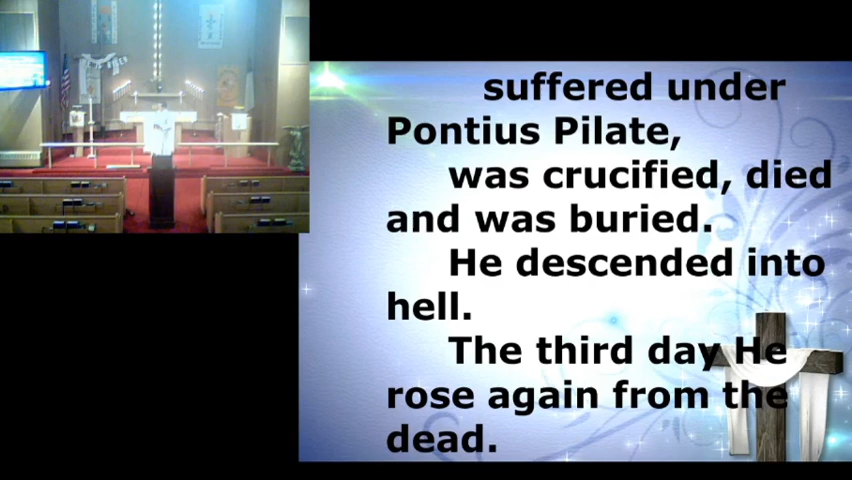 suffered under
Pontius Pilate,
was crucified, died
and was buried.
He descended into
hell.
The third day He
rose again from the
dead.